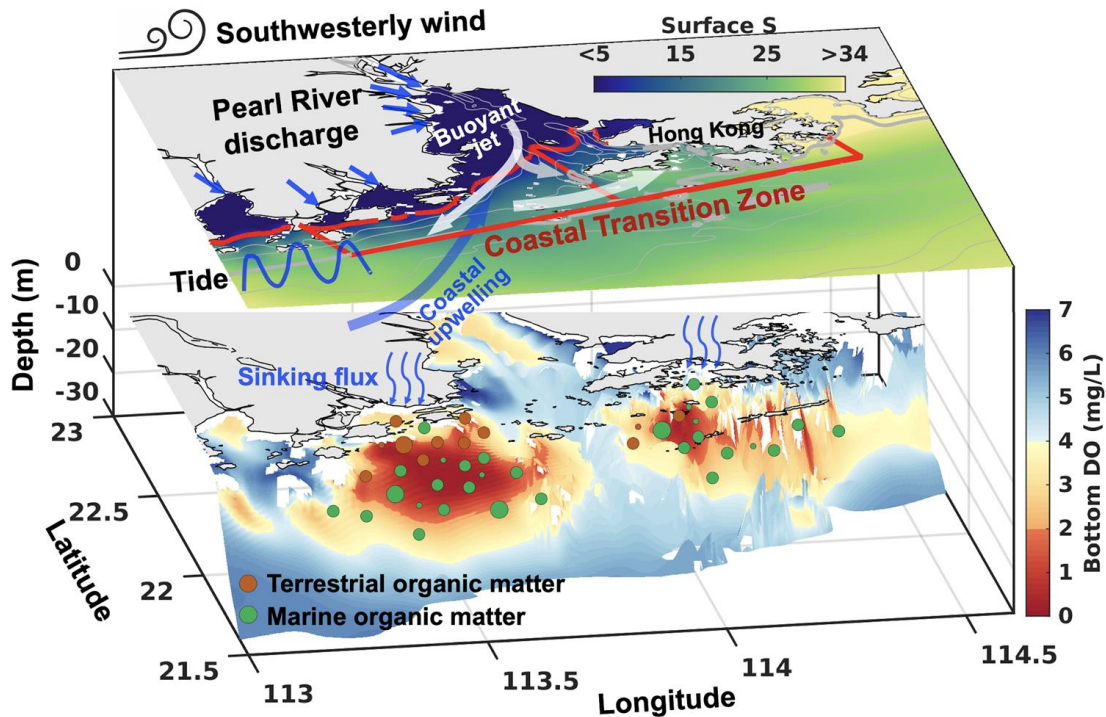 Southwesterly wind
Surface S
<5 15 25 >34
Pearl River
discharge
Buoyant
jet
Hong Kong
Coastal Transition Zone
Tide
Coastal
upwelling
Sinking flux
Depth (m)
0
-10
-20
-30
23
22.5
22
21.5
Latitude
Terrestrial organic matter
Marine organic matter
113
113.5
114
114.5
Longitude
7
6
5
4
3
2
1
0
Bottom DO (mg/L)